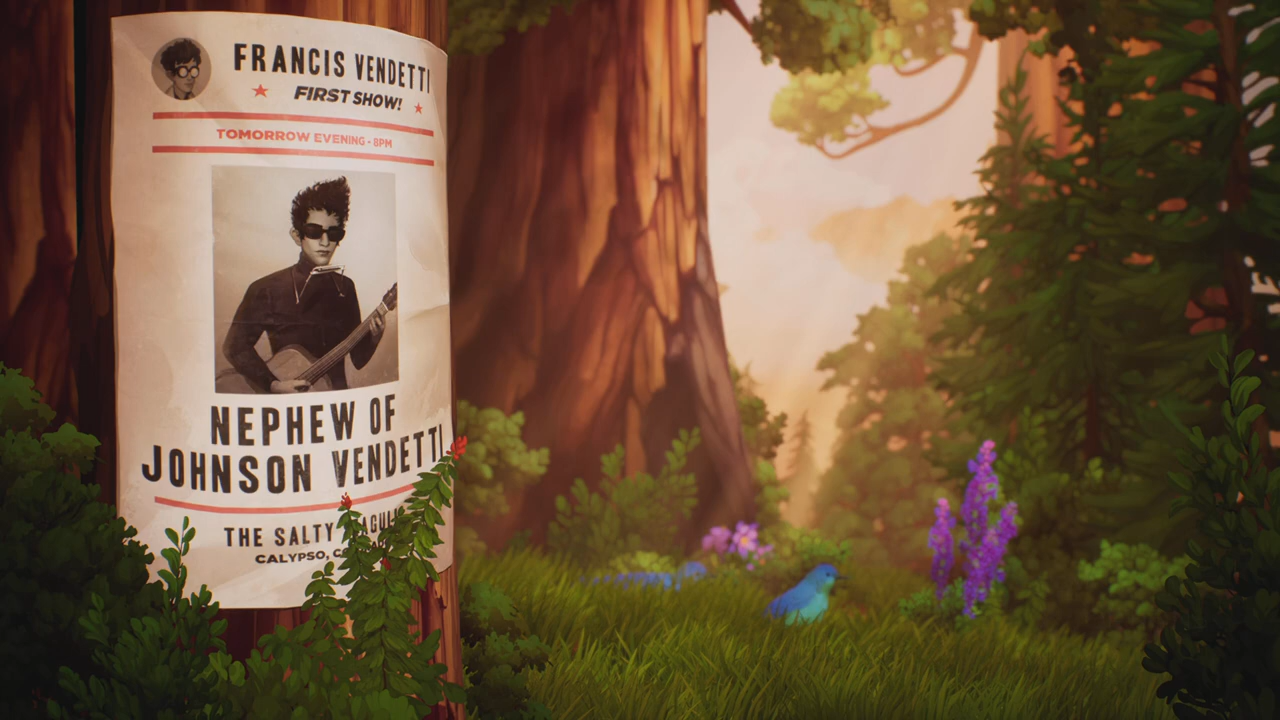 FRANCIS VENDETTI
FIRST SHOW!
TOMORROW EVENING - 8PM
NEPHEW OF
JOHNSON VENDETTI
THE SALTY
CALYPSO,